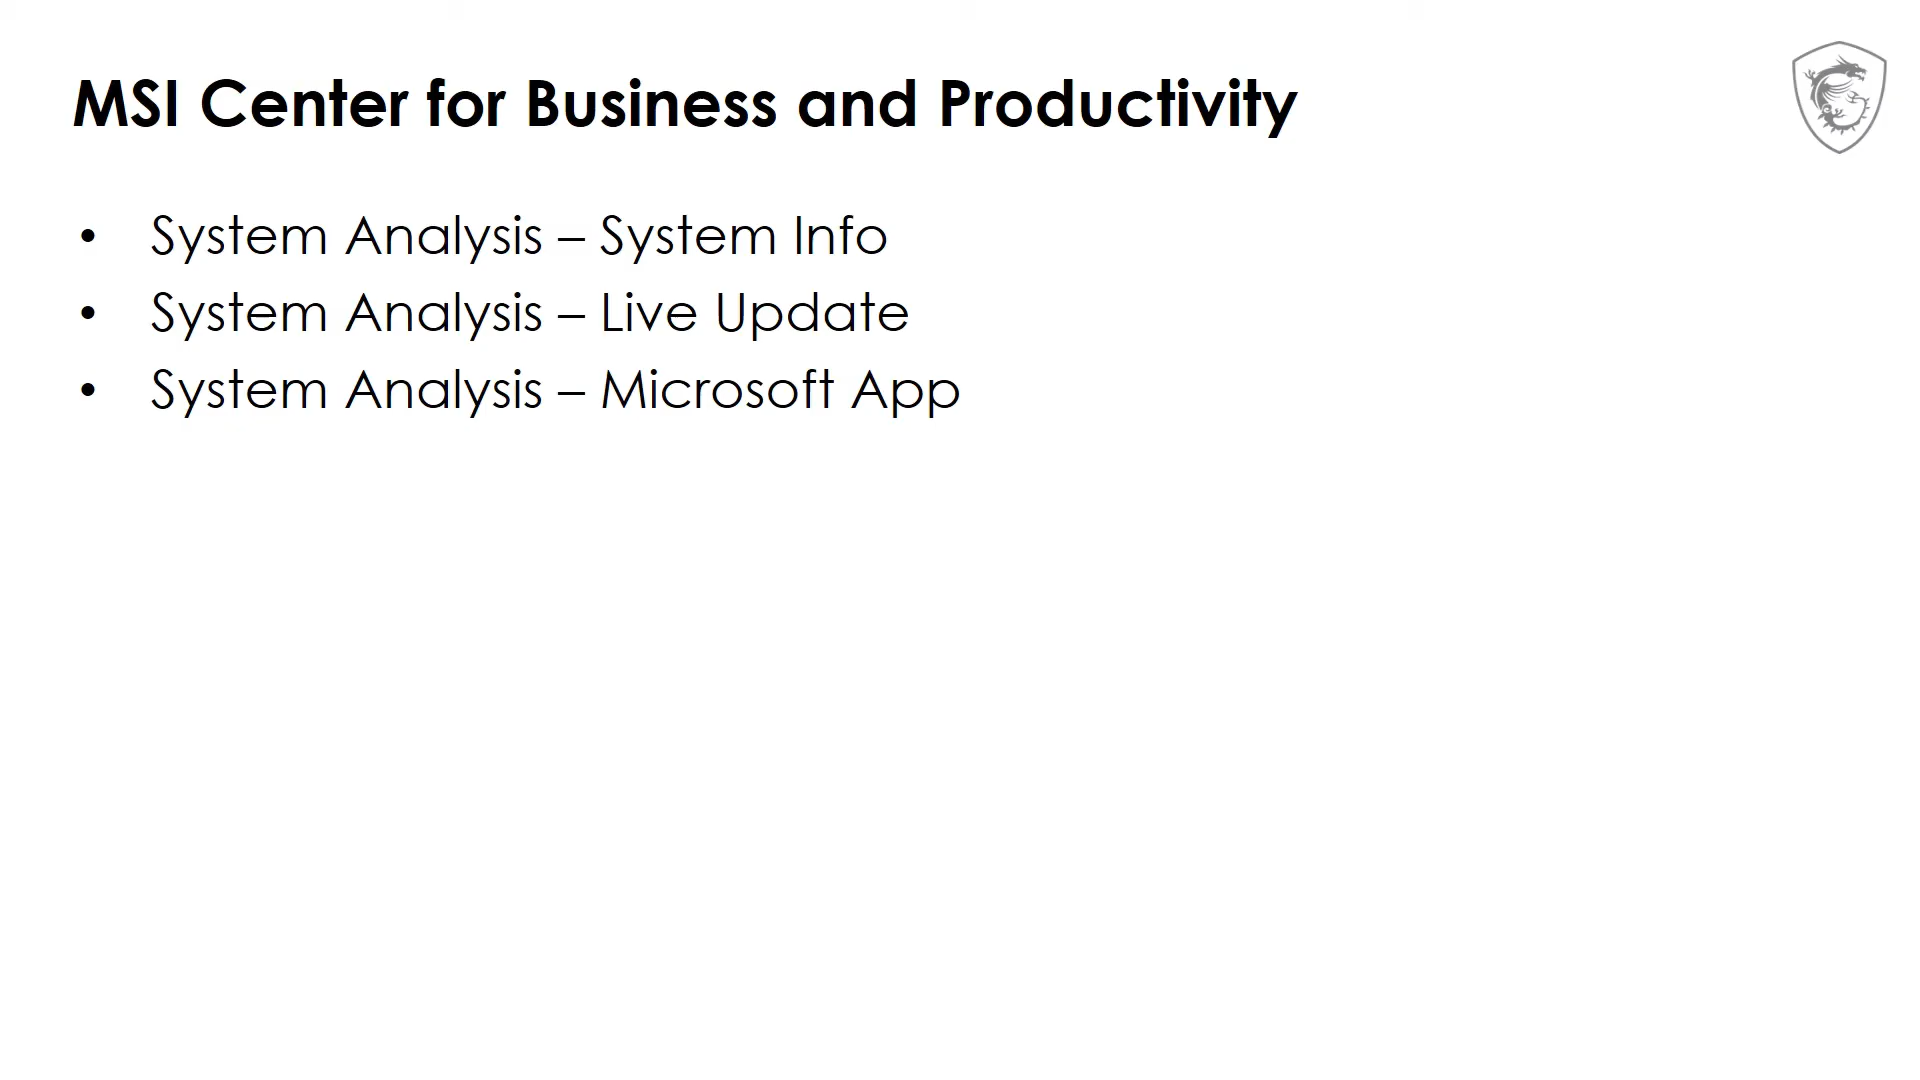 MSI Center for Business and Productivity
• System Analysis – System Info
• System Analysis – Live Update
• System Analysis – Microsoft App